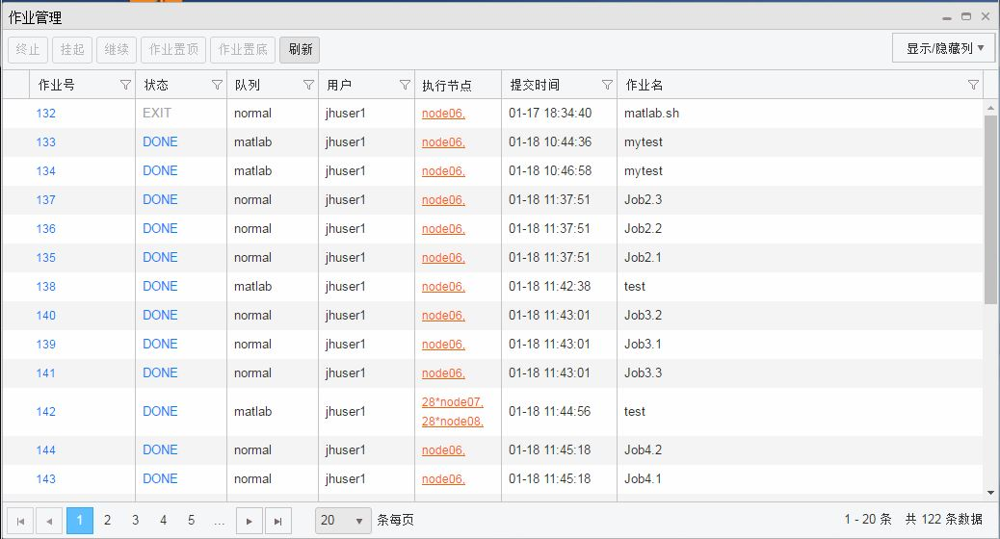 作业管理
终止 挂起 继续 作业置顶 作业置底 刷新 显示/隐藏列
作业号 状态 队列 用户 执行节点 提交时间 作业名
132 EXIT normal jhuser1 node06, 01-17 18:34:40 matlab.sh
133 DONE matlab jhuser1 node06, 01-18 10:44:36 mytest
134 DONE matlab jhuser1 node06, 01-18 10:46:58 mytest
137 DONE normal jhuser1 node06, 01-18 11:37:51 Job2.3
136 DONE normal jhuser1 node06, 01-18 11:37:51 Job2.2
135 DONE normal jhuser1 node06, 01-18 11:37:51 Job2.1
138 DONE matlab jhuser1 node06, 01-18 11:42:38 test
140 DONE normal jhuser1 node06, 01-18 11:43:01 Job3.2
139 DONE normal jhuser1 node06, 01-18 11:43:01 Job3.1
141 DONE normal jhuser1 node06, 01-18 11:43:01 Job3.3
142 DONE matlab jhuser1 28*node07, 01-18 11:44:56 test
28*node08,
144 DONE normal jhuser1 node06, 01-18 11:45:18 Job4.2
143 DONE normal jhuser1 node06, 01-18 11:45:18 Job4.1
1 2 3 4 5 ... 20 条每页 1 - 20 条 共 122 条数据